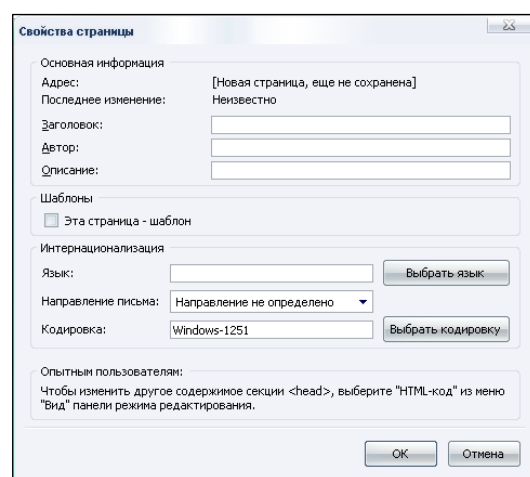 Свойства страницы
Основная информация
Адрес: [Новая страница, еще не сохранена]
Последнее изменение: Неизвестно
Заголовок:
Автор:
Описание:
Шаблоны
Эта страница - шаблон
Интернационализация
Язык: Выбрать язык
Направление письма: Направление не определено
Кодировка: Windows-1251 Выбрать кодировку
Опытным пользователям:
Чтобы изменить другое содержимое секции <head>, выберите "HTML-код" из меню
"Вид" панели режима редактирования.
ОК Отмена